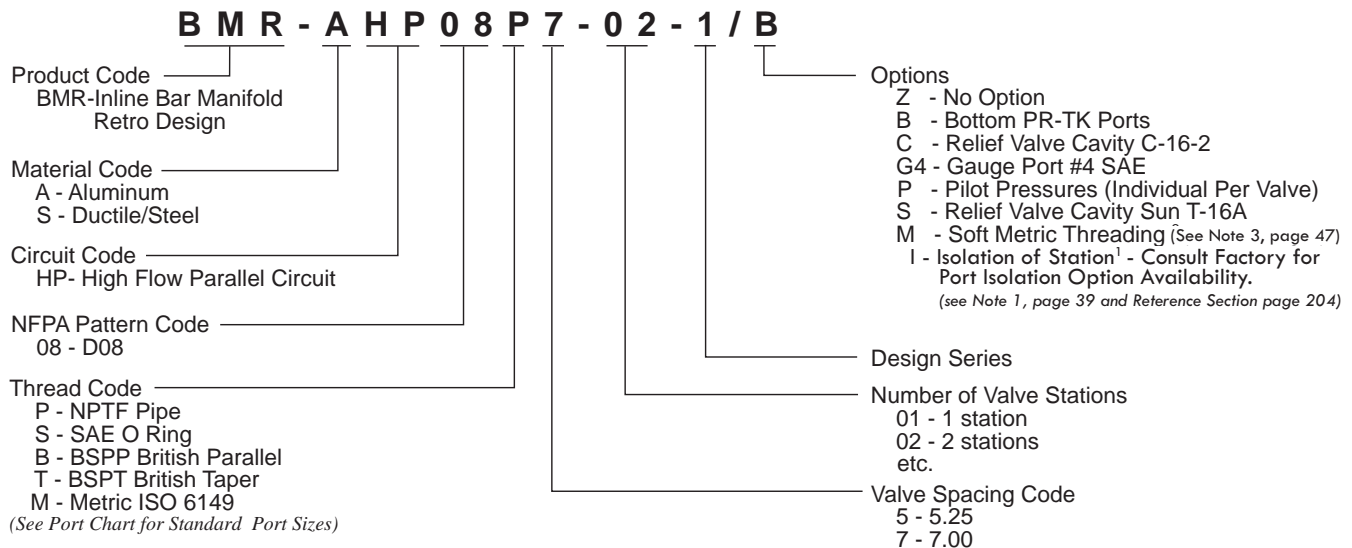 BMR-AHP08P7-02-1/B
Product Code
BMR-Inline Bar Manifold
Retro Design
Material Code
A - Aluminum
S - Ductile/Steel
Circuit Code
HP- High Flow Parallel Circuit
NFPA Pattern Code
08 - D08
Thread Code
P - NPTF Pipe
S - SAE O Ring
B - BSPP British Parallel
T - BSPT British Taper
M - Metric ISO 6149
(See Port Chart for Standard Port Sizes)
Options
Z - No Option
B - Bottom PR-TK Ports
C - Relief Valve Cavity C-16-2
G4 - Gauge Port #4 SAE
P - Pilot Pressures (Individual Per Valve)
S - Relief Valve Cavity Sun T-16A
M - Soft Metric Threading (See Note 3, page 47)
I - Isolation of Station¹ - Consult Factory for
Port Isolation Option Availability.
(see Note 1, page 39 and Reterence Section page 204)
Design Series
Number of Valve Stations
01 - 1 station
02 - 2 stations
etc.
Valve Spacing Code
5 - 5.25
7 - 7.00